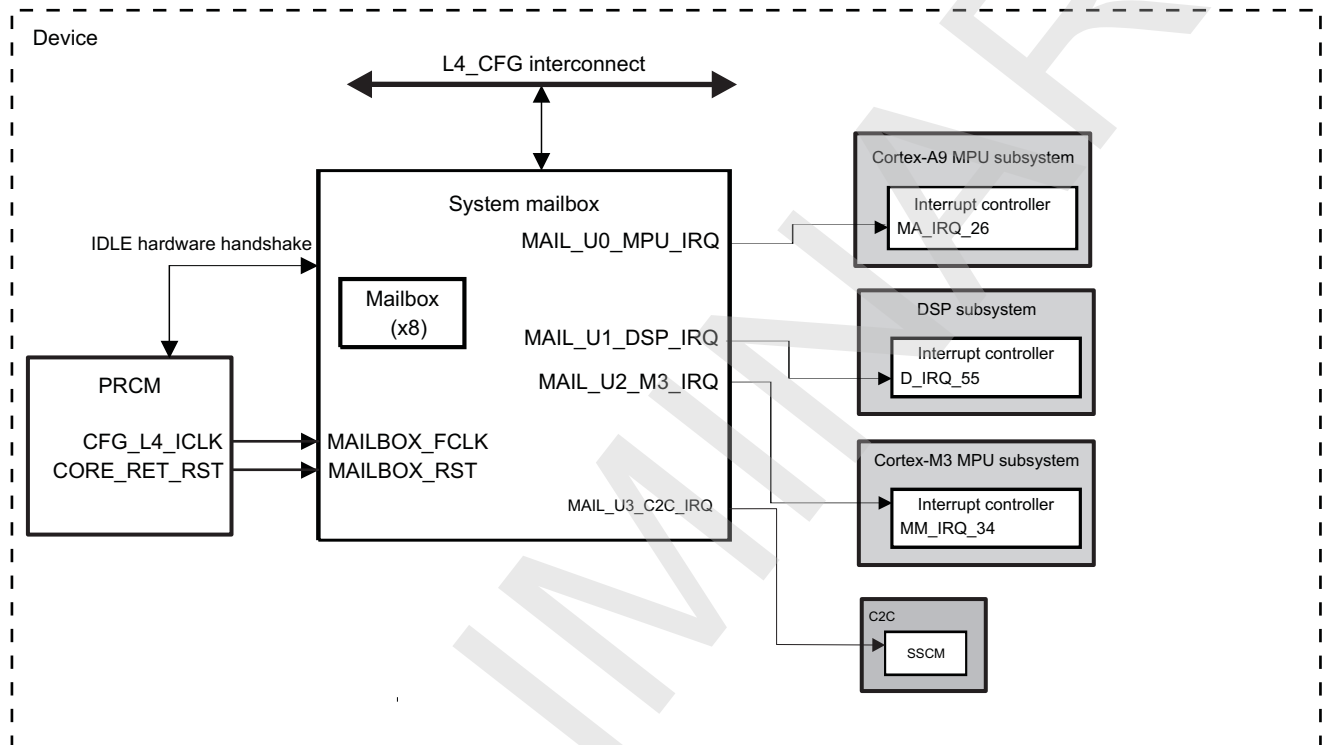 Device
L4_CFG interconnect
Cortex-A9 MPU subsystem
Interrupt controller
MA_IRQ_26
System mailbox
MAIL_U0_MPU_IRQ
IDLE hardware handshake
Mailbox
(x8)
DSP subsystem
Interrupt controller
D_IRQ_55
MAIL_U1_DSP_IRQ
MAIL_U2_M3_IRQ
PRCM
CFG_L4_ICLK
MAILBOX_FCLK
CORE_RET_RST
MAILBOX_RST
Cortex-M3 MPU subsystem
Interrupt controller
MM_IRQ_34
MAIL_U3_C2C_IRQ
C2C
SSCM